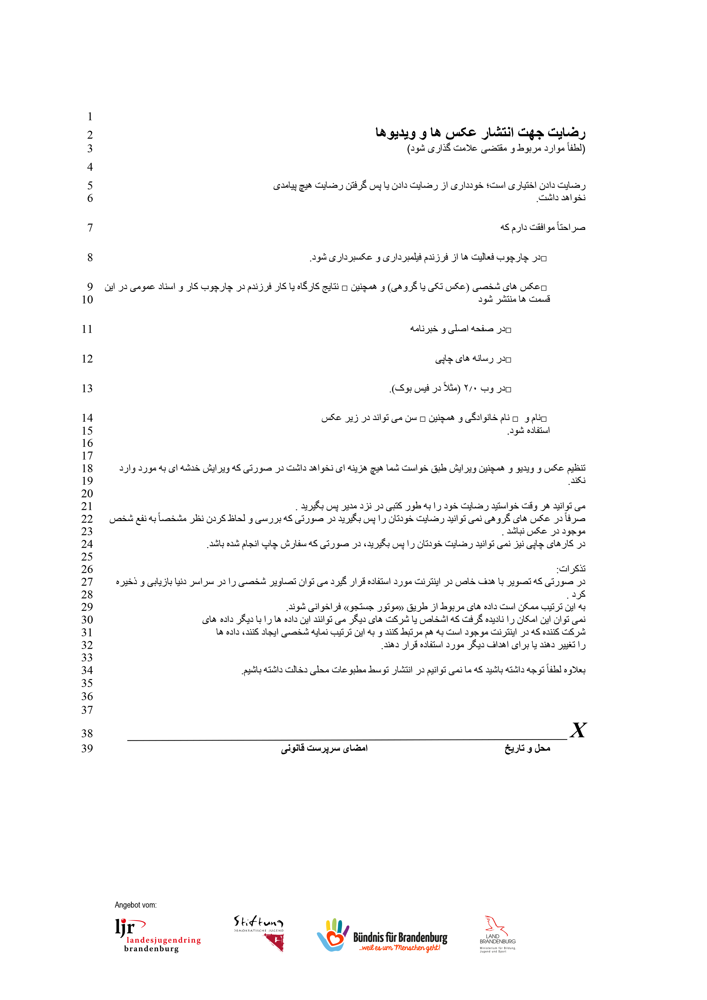 1
2 رضایت جهت انتشار عکس ها و ویدیوها
3 (لطفاً موارد مربوط و مقتضی علامت گذاری شود)
4
5 رضایت دادن اختیاری است؛ خودداری از رضایت دادن یا پس گرفتن رضایت هیچ پیامدی
6 نخواهد داشت.
7 صراحتاً موافقت دارم که
8 □در چارچوب فعالیت ها از فرزندم فیلمبرداری و عکسبرداری شود.
9 □عکس های شخصی (عکس تکی یا گروهی) و همچنین □ نتایج کارگاه یا کار فرزندم در چارچوب کار و اسناد عمومی در این
10 قسمت ها منتشر شود
11 □در صفحه اصلی و خبرنامه
12 □در رسانه های چاپی
13 □در وب ۲/۰ (مثلاً در فیس بوک).
14 □نام و □ نام خانوادگی و همچنین □ سن می تواند در زیر عکس
15 استفاده شود.
16
17
18 تنظیم عکس و ویدیو و همچنین ویرایش طبق خواست شما هیچ هزینه ای نخواهد داشت در صورتی که ویرایش خدشه ای به مورد وارد
19 نکند.
20
21 می توانید هر وقت خواستید رضایت خود را به طور کتبی در نزد مدیر پس بگیرید .
22 صرفاً در عکس های گروهی نمی توانید رضایت خودتان را پس بگیرید در صورتی که بررسی و لحاظ کردن نظر مشخصاً به نفع شخص
23 موجود در عکس نباشد .
24 در کارهای چاپی نیز نمی توانید رضایت خودتان را پس بگیرید، در صورتی که سفارش چاپ انجام شده باشد.
25
26 تذکرات:
27 در صورتی که تصویر با هدف خاص در اینترنت مورد استفاده قرار گیرد می توان تصاویر شخصی را در سراسر دنیا بازیابی و ذخیره
28 کرد .
29 به این ترتیب ممکن است داده های مربوط از طریق «موتور جستجو» فراخوانی شوند.
30 نمی توان این امکان را نادیده گرفت که اشخاص یا شرکت های دیگر می توانند این داده ها را با دیگر داده های
31 شرکت کننده که در اینترنت موجود است به هم مرتبط کنند و به این ترتیب نمایه شخصی ایجاد کنند، داده ها
32 را تغییر دهند یا برای اهداف دیگر مورد استفاده قرار دهند.
33
34 بعلاوه لطفاً توجه داشته باشید که ما نمی توانیم در انتشار توسط مطبوعات محلی دخالت داشته باشیم.
35
36
37
38 X
39 محل و تاریخ امضای سرپرست قانونی
Angebot vom:
ljr
landesjugendring
brandenburg
Stiftung
DEMOKRATISCHE JUGEND
Bündnis für Brandenburg
...weil es um Menschen geht!
LAND
BRANDENBURG
Ministerium für Bildung,
Jugend und Sport